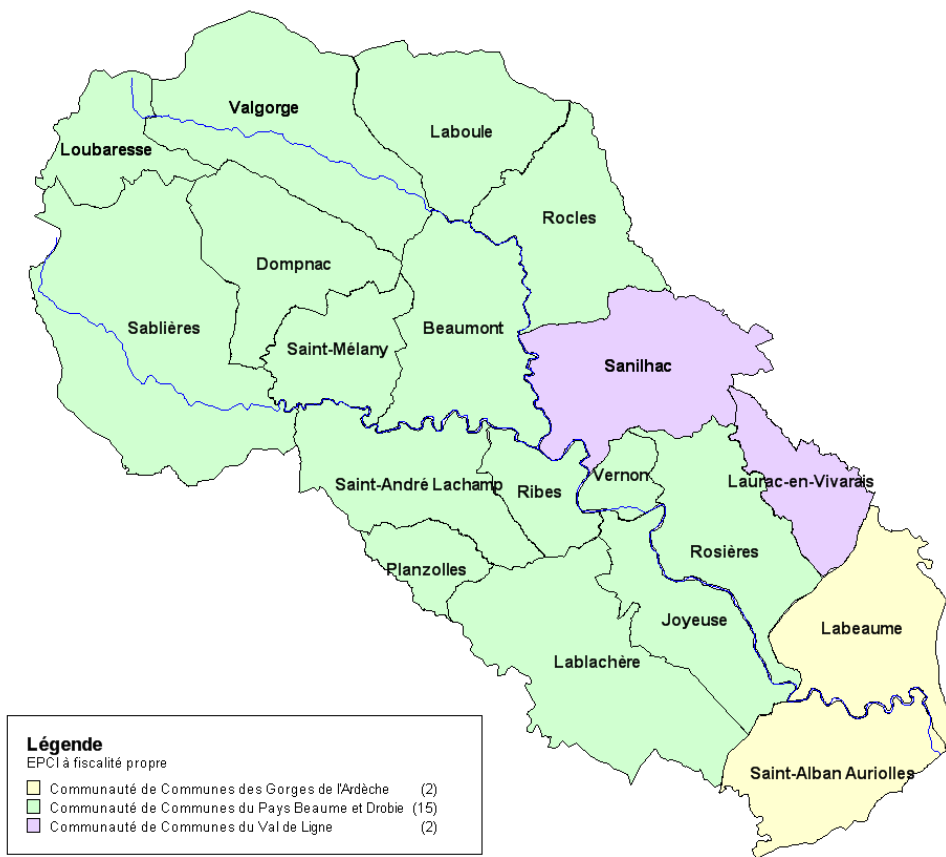 Valgorge
Laboule
Loubaresse
Rocles
Dompnac
Sablières
Beaumont
Saint-Mélany
Sanilhac
Saint-André Lachamp
Ribes
Vernon
Laurac-en-Vivarais
Rosières
Planzolles
Joyeuse
Labeaume
Lablachère
Saint-Alban Auriolles
Légende
EPCI à fiscalité propre
Communauté de Communes des Gorges de l'Ardèche (2)
Communauté de Communes du Pays Beaume et Drobie (15)
Communauté de Communes du Val de Ligne (2)